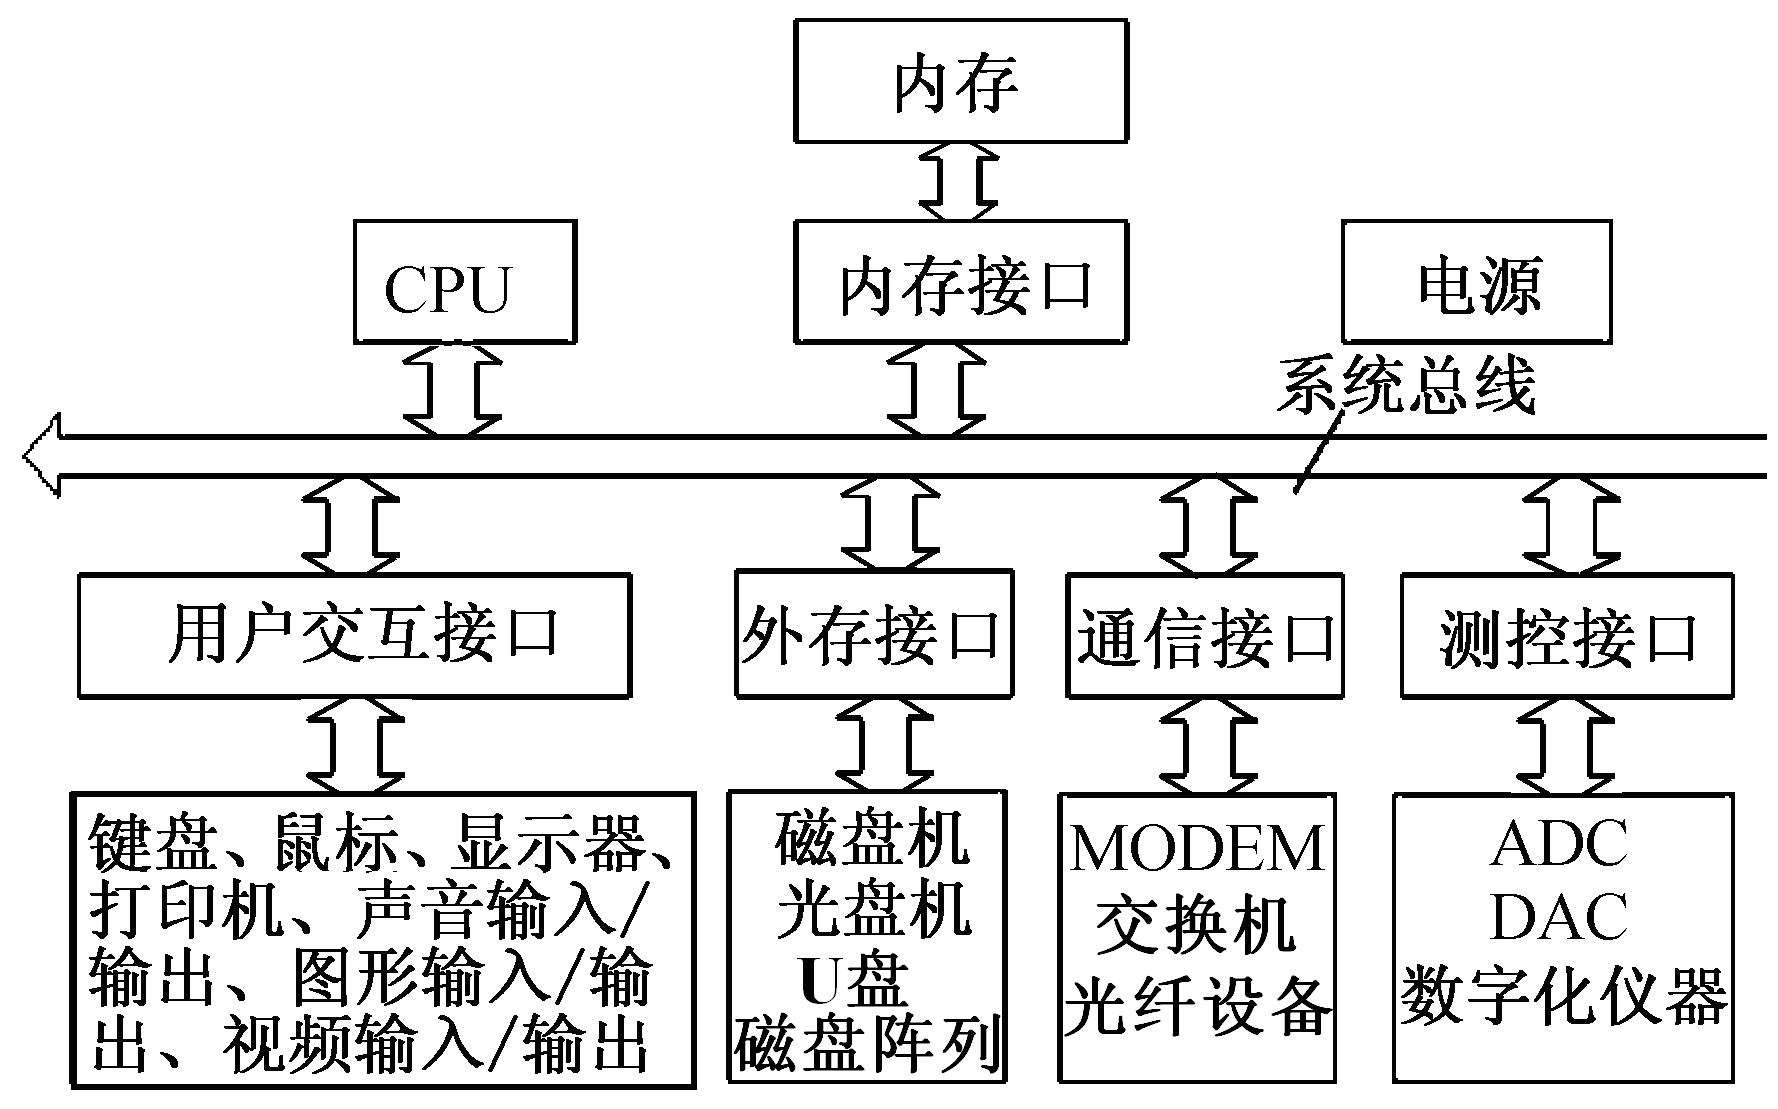 内存
CPU
内存接口
电源
系统总线
用户交互接口
外存接口
通信接口
测控接口
键盘、鼠标、显示器、
打印机、声音输入/
输出、图形输入/输
出、视频输入/输出
磁盘机
光盘机
U盘
磁盘阵列
MODEM
交换机
光纤设备
ADC
DAC
数字化仪器